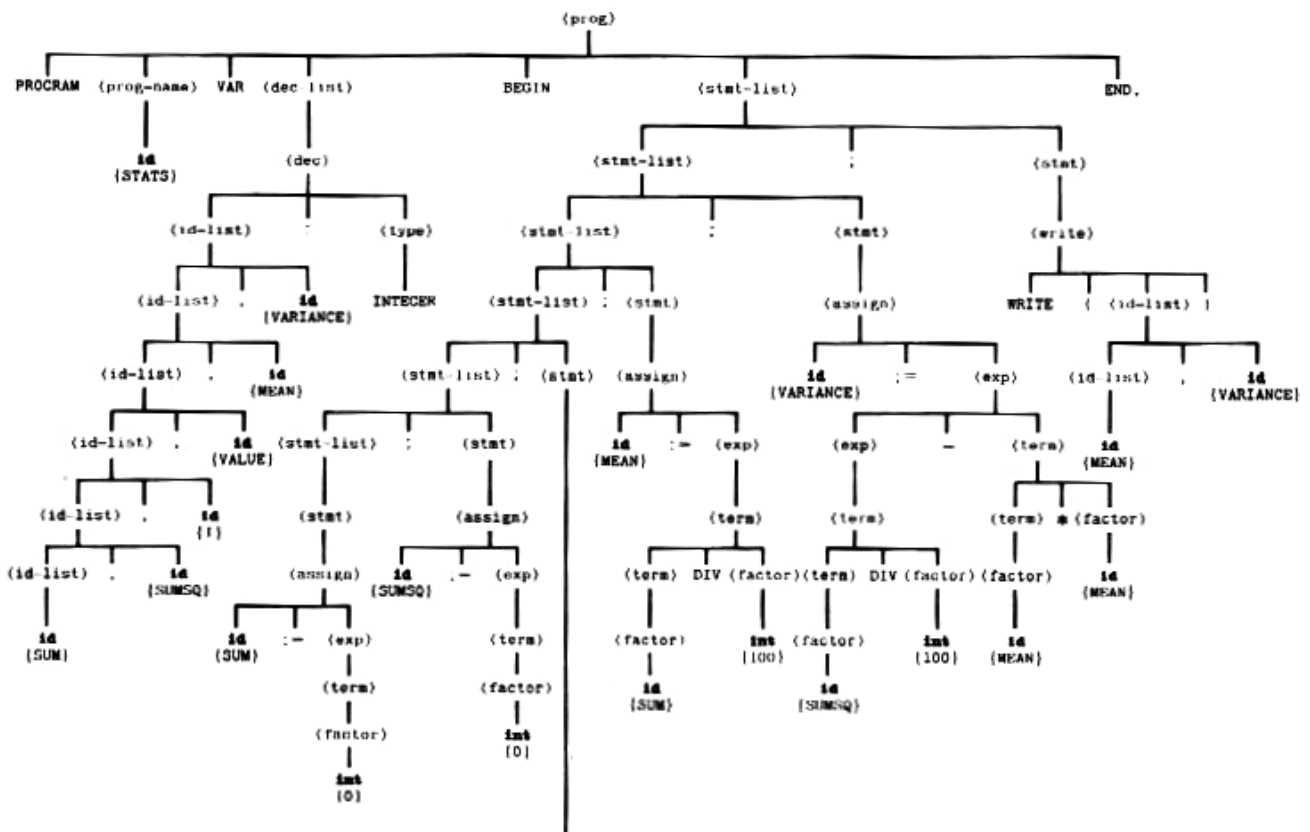 ⟨prog⟩
PROGRAM ⟨prog-name⟩ VAR ⟨dec-list⟩ BEGIN ⟨stmt-list⟩ END.
id ⟨dec⟩ ⟨stmt-list⟩ ; ⟨stmt⟩
{STATS}
⟨id-list⟩ : ⟨type⟩ ⟨stmt-list⟩ ; ⟨stmt⟩ ⟨write⟩
⟨id-list⟩ , id INTEGER ⟨stmt-list⟩ ; ⟨stmt⟩ ⟨assign⟩ WRITE ( ⟨id-list⟩ )
{VARIANCE}
⟨id-list⟩ , id ⟨stmt-list⟩ ; ⟨stmt⟩ ⟨assign⟩ id := ⟨exp⟩ ⟨id-list⟩ , id
{MEAN} {VARIANCE} {VARIANCE}
⟨id-list⟩ , id ⟨stmt-list⟩ ; ⟨stmt⟩ id := ⟨exp⟩ ⟨exp⟩ - ⟨term⟩ id
{VALUE} {MEAN} {MEAN}
⟨id-list⟩ , id ⟨stmt⟩ ⟨assign⟩ ⟨term⟩ ⟨term⟩ ⟨term⟩ * ⟨factor⟩
{I}
⟨id-list⟩ , id ⟨assign⟩ id := ⟨exp⟩ ⟨term⟩ DIV ⟨factor⟩ ⟨term⟩ DIV ⟨factor⟩ ⟨factor⟩ id
{SUMSQ} {SUMSQ} {MEAN}
id id := ⟨exp⟩ ⟨term⟩ ⟨factor⟩ int ⟨factor⟩ int id
{SUM} {SUM} {100} {100} {MEAN}
⟨term⟩ ⟨factor⟩ id id
{SUM} {SUMSQ}
⟨factor⟩ int
{0}
int
{0}